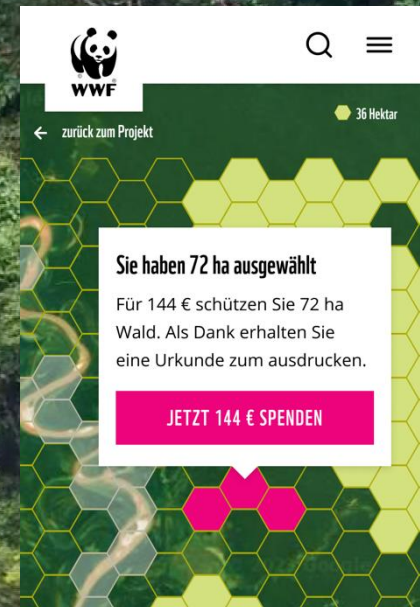 WWF
36 Hektar
← zurück zum Projekt
Sie haben 72 ha ausgewählt
Für 144 € schützen Sie 72 ha
Wald. Als Dank erhalten Sie
eine Urkunde zum ausdrucken.
JETZT 144 € SPENDEN
Google